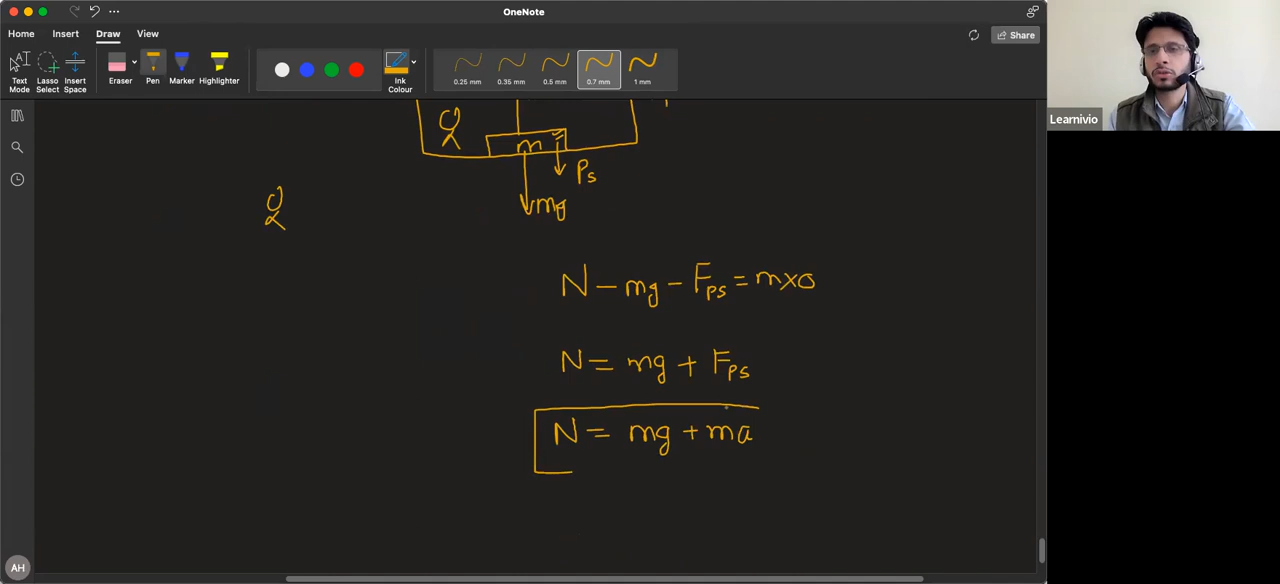 OneNote
Home Insert Draw View
Share
Text Mode
Lasso Select
Insert Space
Eraser
Pen
Marker
Highlighter
Ink Colour
0.25 mm
0.35 mm
0.5 mm
0.7 mm
1 mm
Learnivio
m
Ps
mg
N - mg - Fps = m×0
N = mg + Fps
N = mg + ma
AH